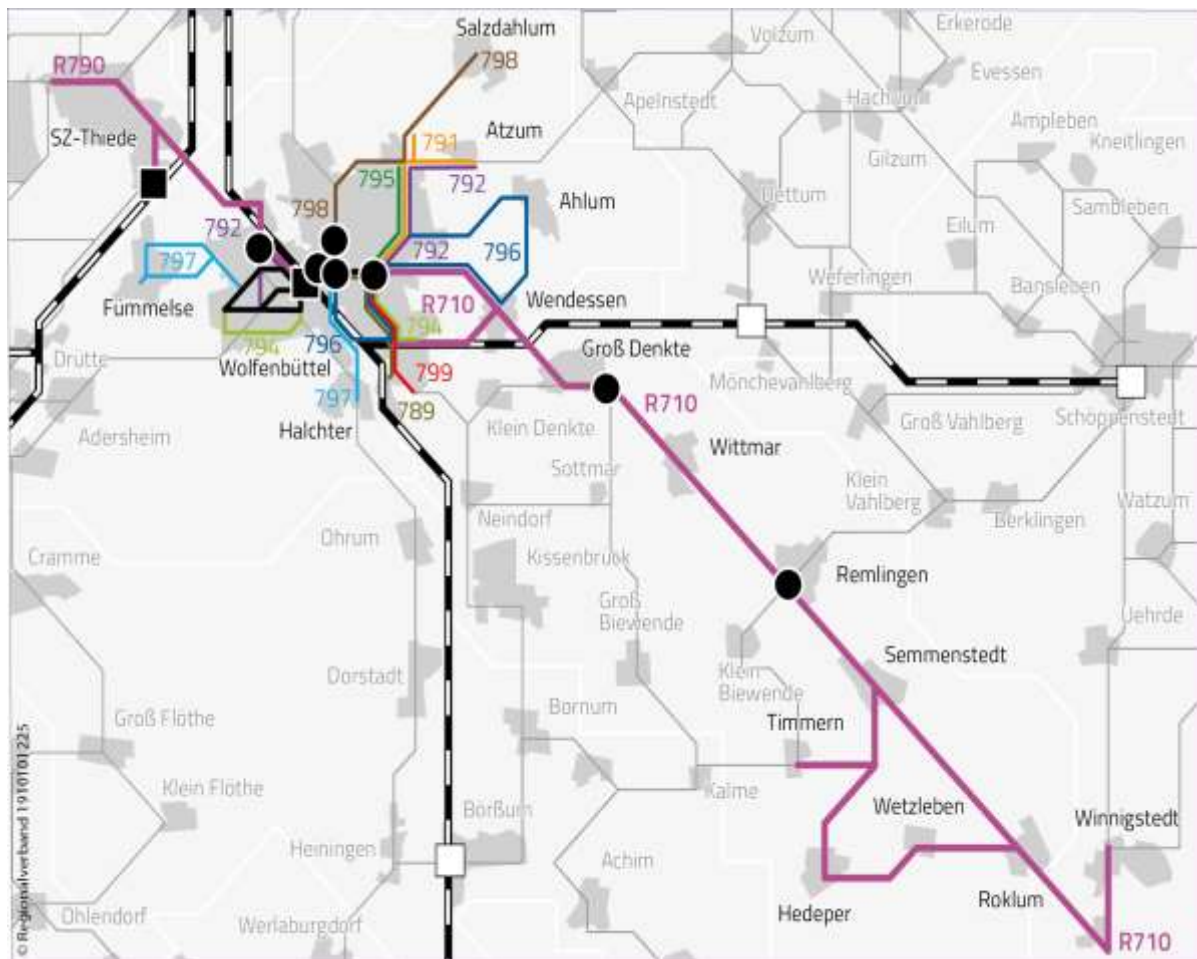 Salzdahlum
Erkerode
Volzum
R790
798
Evessen
Apelnstedt
Hachum
SZ-Thiede
791
Atzum
Ampleben
Kneitlingen
Gilzum
795
792
Uettum
Ahlum
Sambleben
798
Eilum
792
792
796
797
Weferlingen
Bansleben
Fümmelse
R710
Wendessen
794
794
796
Groß Denkte
Drütte
Wolfenbüttel
799
Mönchevahlberg
797
R710
Schöppenstedt
789
Groß Vahlberg
Adersheim
Halchter
Klein Denkte
Wittmar
Sottmar
Klein
Vahlberg
Watzum
Neindorf
Berklingen
Ohrum
Kissenbruck
Cramme
Remlingen
Groß
Biewende
Uehrde
Semmenstedt
Dorstadt
Klein
Biewende
Bornum
Groß Flöthe
Timmern
Klein Flöthe
Kalme
Wetzleben
Börßum
Winnigstedt
Heiningen
Achim
Roklum
Hedeper
Ohlendorf
Werlaburgdorf
R710
© Regionalverband 1910101225